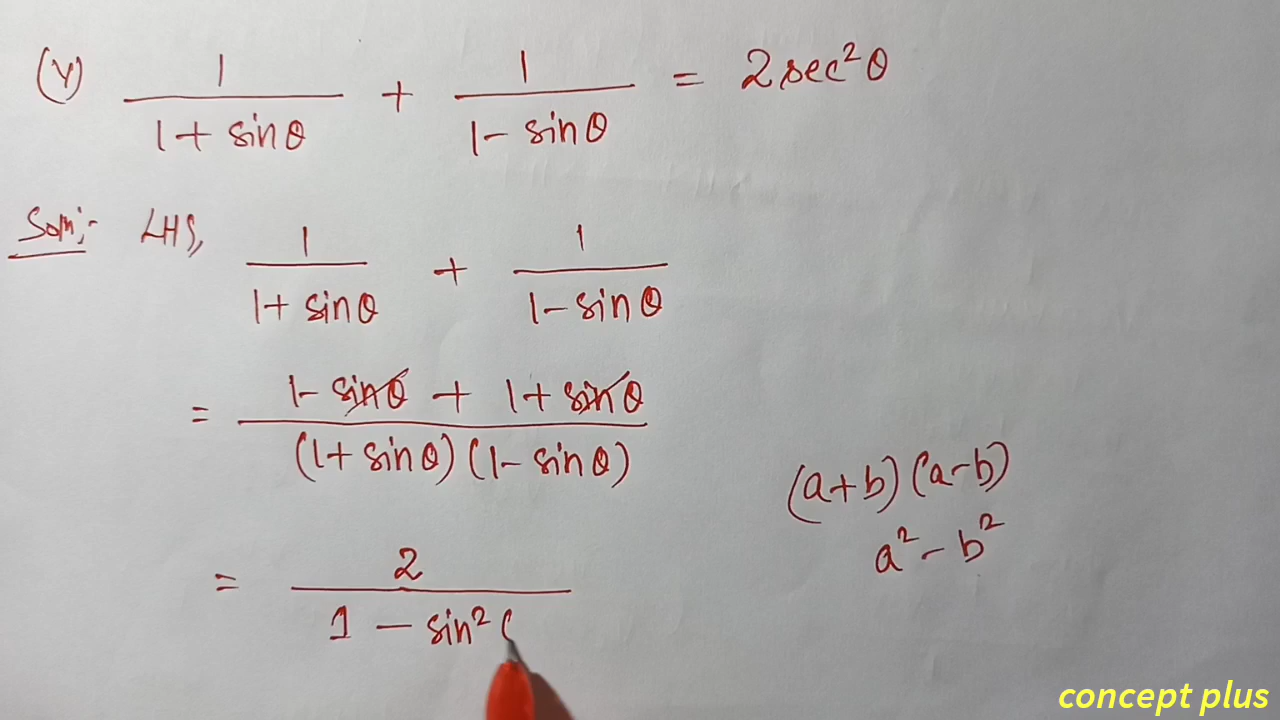 (v) 1/(1 + sinθ) + 1/(1 - sinθ) = 2sec²θ
Soln:- LHS, 1/(1 + sinθ) + 1/(1 - sinθ)
= (1 - sinθ + 1 + sinθ)/((1 + sinθ)(1 - sinθ))
(a+b)(a-b)
a² - b²
= 2/(1 - sin²
concept plus